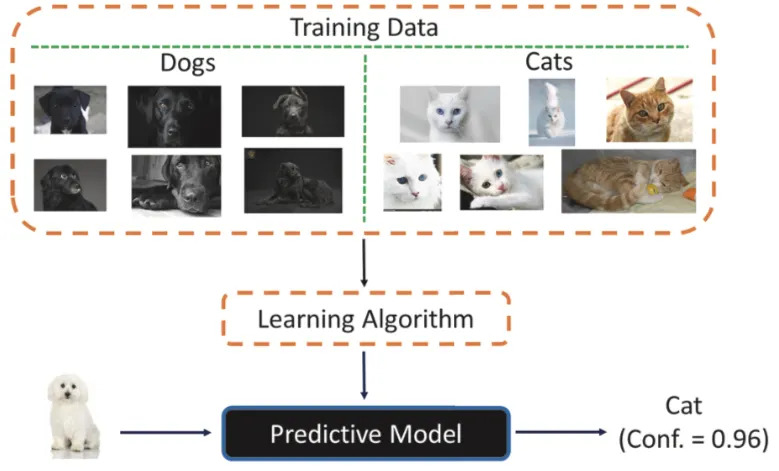 Training Data
Dogs
Cats
Learning Algorithm
Predictive Model
Cat
(Conf. = 0.96)